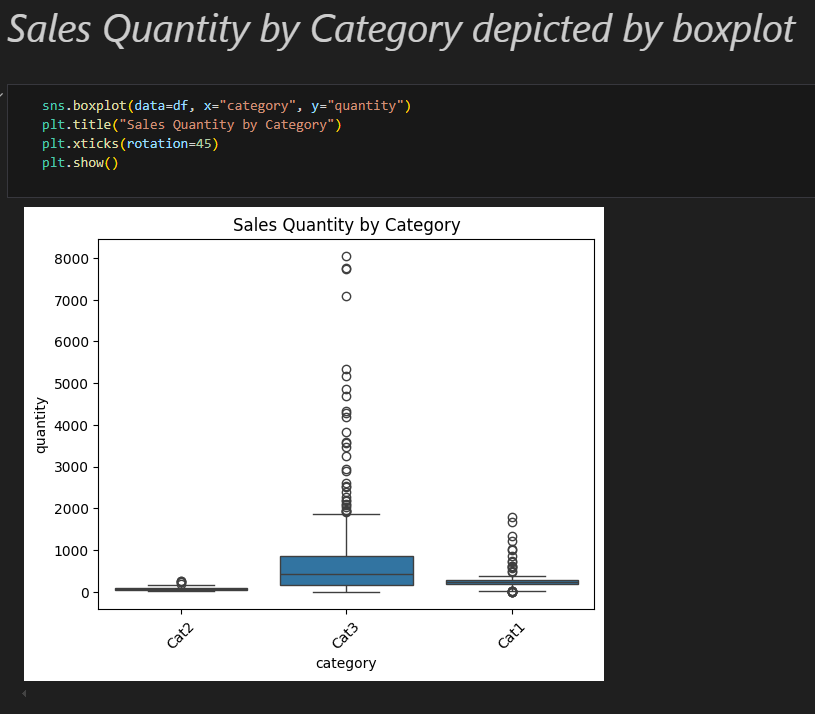 Sales Quantity by Category depicted by boxplot
sns.boxplot(data=df, x="category", y="quantity")
plt.title("Sales Quantity by Category")
plt.xticks(rotation=45)
plt.show()
Sales Quantity by Category
8000
7000
6000
5000
4000
3000
2000
1000
0
quantity
Cat2
Cat3
Cat1
category